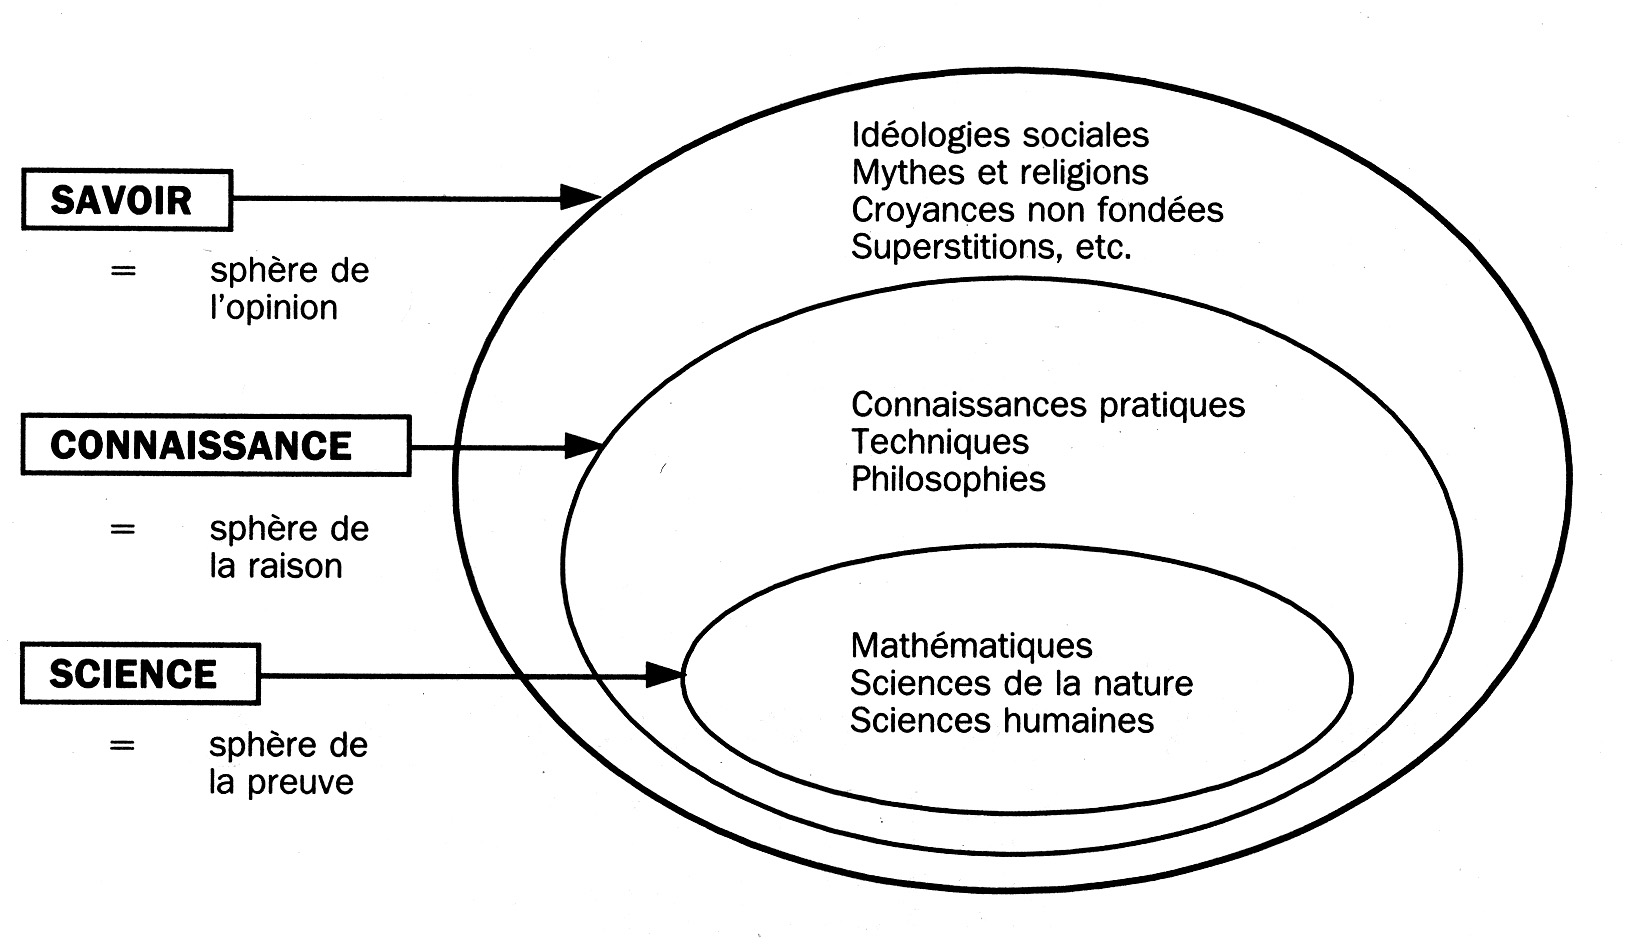 SAVOIR
= sphère de
l'opinion
CONNAISSANCE
= sphère de
la raison
SCIENCE
= sphère de
la preuve
Idéologies sociales
Mythes et religions
Croyances non fondées
Superstitions, etc.
Connaissances pratiques
Techniques
Philosophies
Mathématiques
Sciences de la nature
Sciences humaines